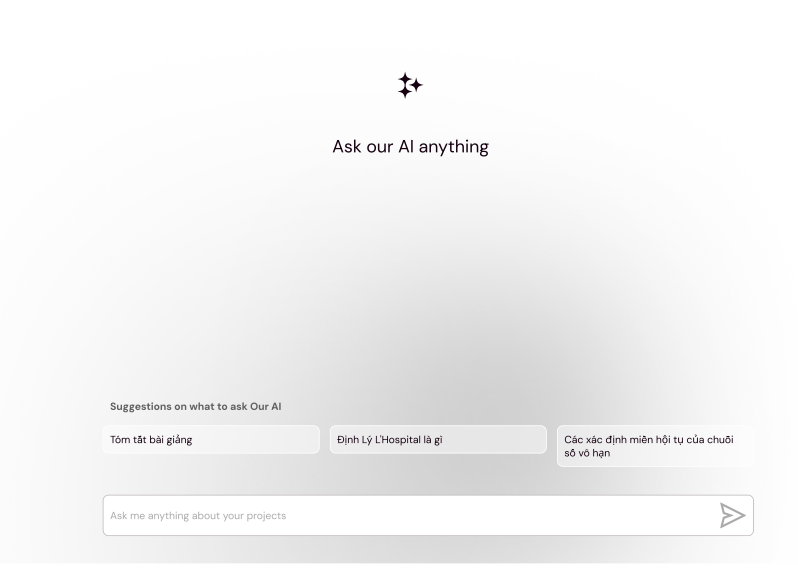 Ask our AI anything
Suggestions on what to ask Our AI
Tóm tắt bài giảng
Định Lý L'Hospital là gì
Các xác định miền hội tụ của chuỗi
số vô hạn
Ask me anything about your projects